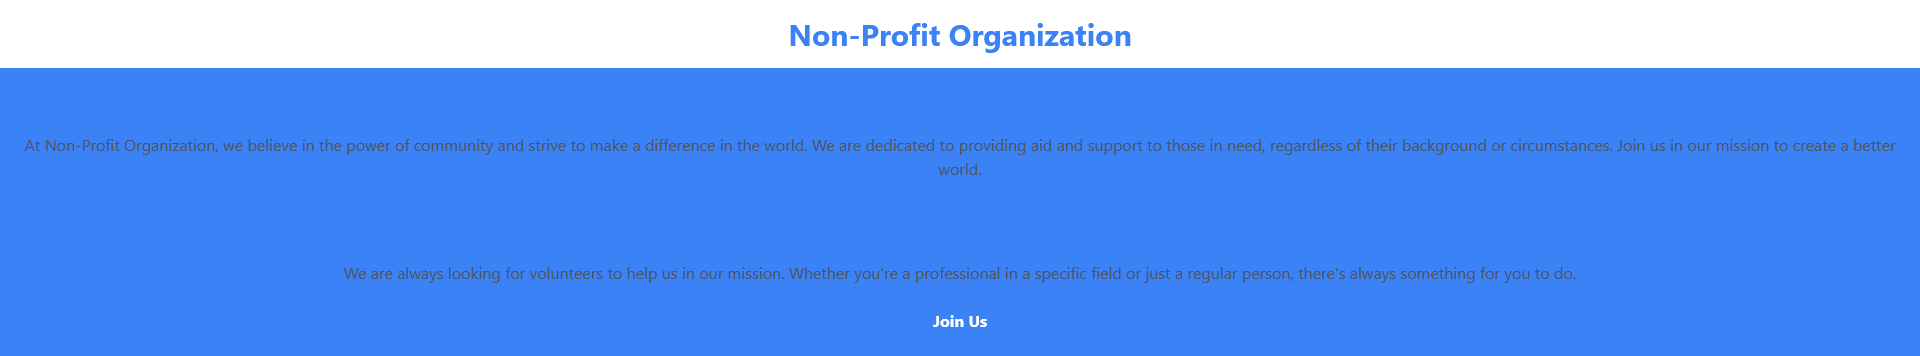 Non-Profit Organization
At Non-Profit Organization, we believe in the power of community and strive to make a difference in the world. We are dedicated to providing aid and support to those in need, regardless of their background or circumstances. Join us in our mission to create a better
world.
We are always looking for volunteers to help us in our mission. Whether you're a professional in a specific field or just a regular person, there's always something for you to do.
Join Us